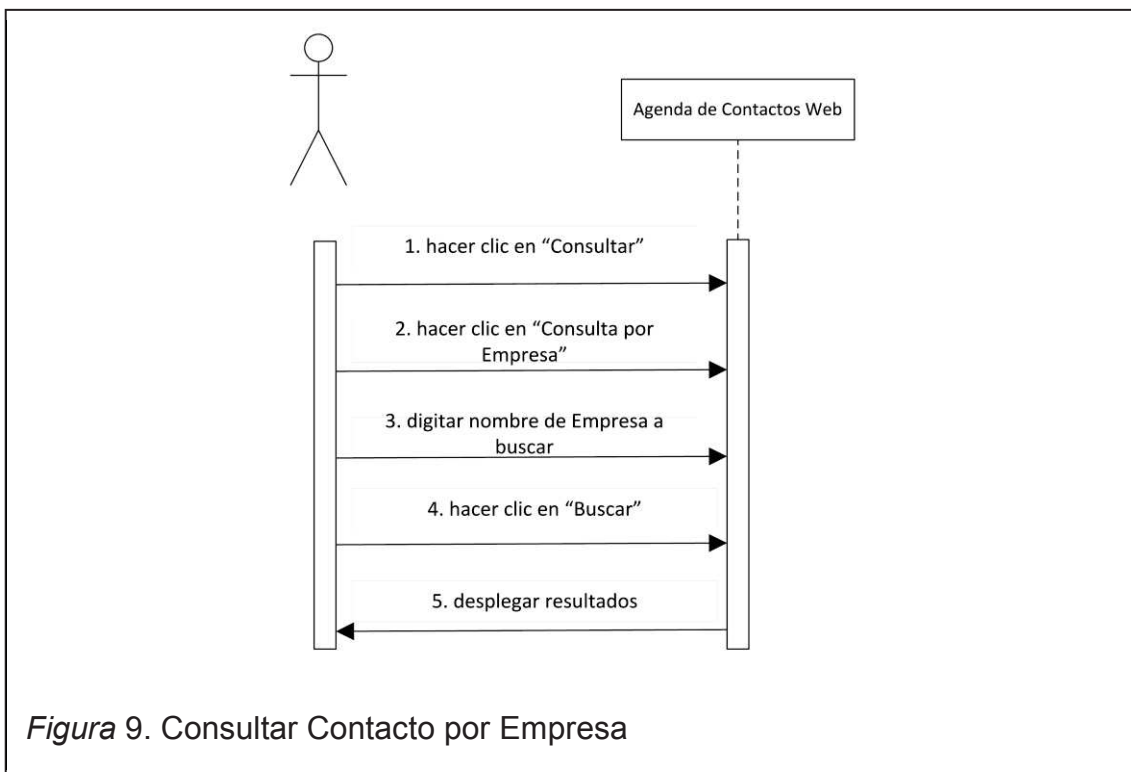 Agenda de Contactos Web
1. hacer clic en “Consultar”
2. hacer clic en “Consulta por
Empresa”
3. digitar nombre de Empresa a
buscar
4. hacer clic en “Buscar”
5. desplegar resultados
Figura 9. Consultar Contacto por Empresa